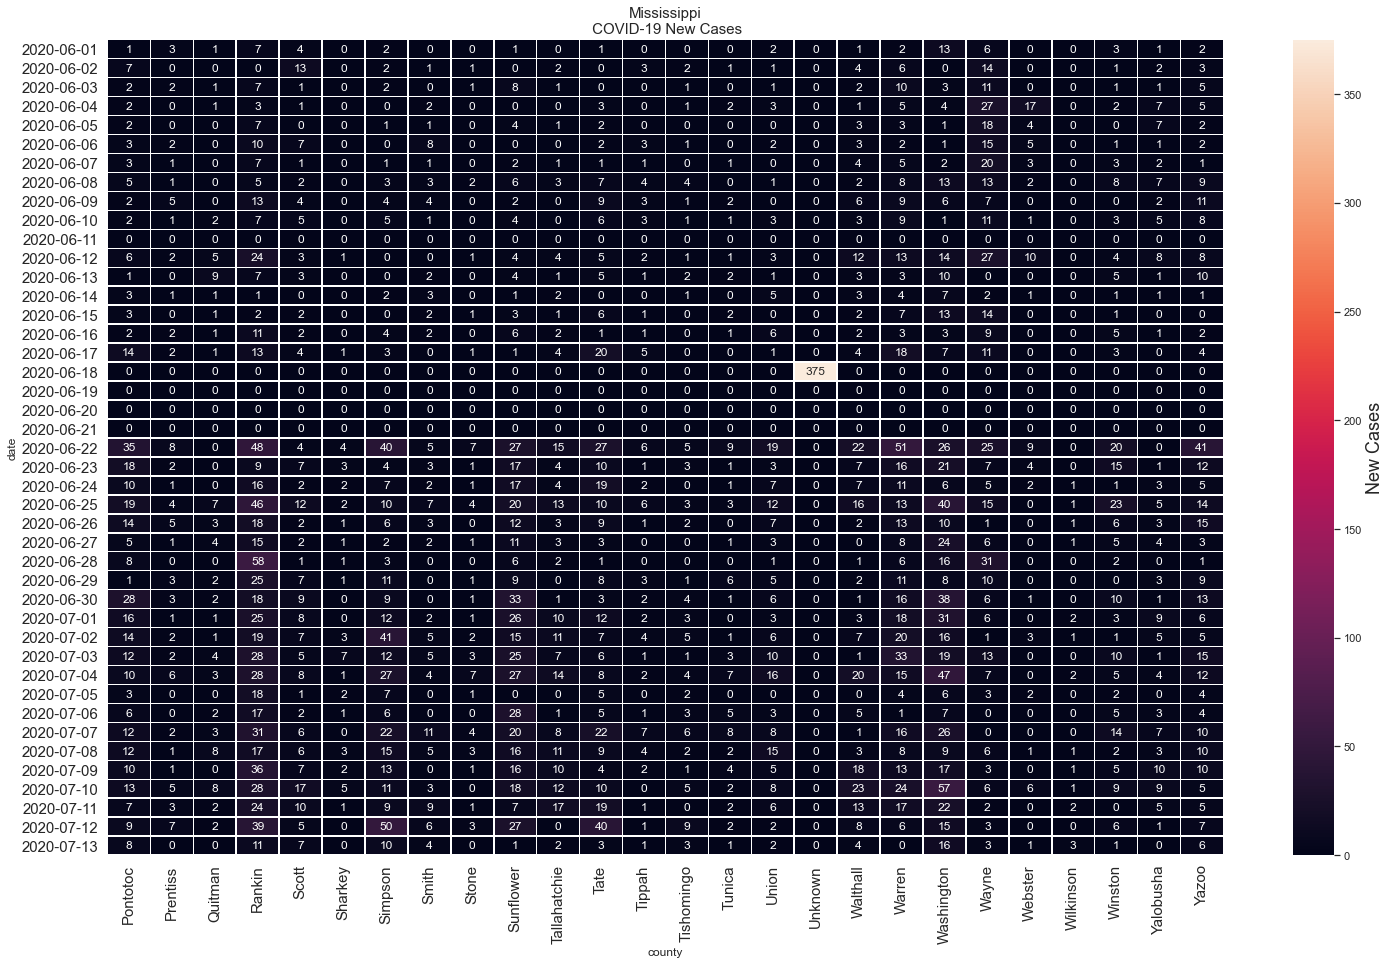 Mississippi
COVID-19 New Cases
2020-06-01 1 3 1 7 4 0 2 0 0 1 0 1 0 0 0 2 0 1 2 13 6 0 0 3 1 2
2020-06-02 7 0 0 0 13 0 2 1 1 0 2 0 3 2 1 1 0 4 6 0 14 0 0 1 2 3
2020-06-03 2 2 1 7 1 0 2 0 1 8 1 0 0 1 0 1 0 2 10 3 11 0 0 1 1 5
2020-06-04 2 0 1 3 1 0 0 2 0 0 0 3 0 1 2 3 0 1 5 4 27 17 0 2 7 5
2020-06-05 2 0 0 7 0 0 1 1 0 4 1 2 0 0 0 0 0 3 3 1 18 4 0 0 7 2
2020-06-06 3 2 0 10 7 0 0 8 0 0 0 2 3 1 0 2 0 3 2 1 15 5 0 1 1 2
2020-06-07 3 1 0 7 1 0 1 1 0 2 1 1 1 0 1 0 0 4 5 2 20 3 0 3 2 1
2020-06-08 5 1 0 5 2 0 3 3 2 6 3 7 4 4 0 1 0 2 8 13 13 2 0 8 7 9
2020-06-09 2 5 0 13 4 0 4 4 0 2 0 9 3 1 2 0 0 6 9 6 7 0 0 0 2 11
2020-06-10 2 1 2 7 5 0 5 1 0 4 0 6 3 1 1 3 0 3 9 1 11 1 0 3 5 8
2020-06-11 0 0 0 0 0 0 0 0 0 0 0 0 0 0 0 0 0 0 0 0 0 0 0 0 0 0
2020-06-12 6 2 5 24 3 1 0 0 1 4 4 5 2 1 1 3 0 12 13 14 27 10 0 4 8 8
2020-06-13 1 0 9 7 3 0 0 2 0 4 1 5 1 2 2 1 0 3 3 10 0 0 0 5 1 10
2020-06-14 3 1 1 1 0 0 2 3 0 1 2 0 0 1 0 5 0 3 4 7 2 1 0 1 1 1
2020-06-15 3 0 1 2 2 0 0 2 1 3 1 6 1 0 2 0 0 2 7 13 14 0 0 1 0 0
2020-06-16 2 2 1 11 2 0 4 2 0 6 2 1 1 0 1 6 0 2 3 3 9 0 0 5 1 2
2020-06-17 14 2 1 13 4 1 3 0 1 1 4 20 5 0 0 1 0 4 18 7 11 0 0 3 0 4
2020-06-18 0 0 0 0 0 0 0 0 0 0 0 0 0 0 0 0 375 0 0 0 0 0 0 0 0 0
2020-06-19 0 0 0 0 0 0 0 0 0 0 0 0 0 0 0 0 0 0 0 0 0 0 0 0 0 0
2020-06-20 0 0 0 0 0 0 0 0 0 0 0 0 0 0 0 0 0 0 0 0 0 0 0 0 0 0
2020-06-21 0 0 0 0 0 0 0 0 0 0 0 0 0 0 0 0 0 0 0 0 0 0 0 0 0 0
2020-06-22 35 8 0 48 4 4 40 5 7 27 15 27 6 5 9 19 0 22 51 26 25 9 0 20 0 41
2020-06-23 18 2 0 9 7 3 4 3 1 17 4 10 1 3 1 3 0 7 16 21 7 4 0 15 1 12
2020-06-24 10 1 0 16 2 2 7 2 1 17 4 19 2 0 1 7 0 7 11 6 5 2 1 1 3 5
2020-06-25 19 4 7 46 12 2 10 7 4 20 13 10 6 3 3 12 0 16 13 40 15 0 1 23 5 14
2020-06-26 14 5 3 18 2 1 6 3 0 12 3 9 1 2 0 7 0 2 13 10 1 0 1 6 3 15
2020-06-27 5 1 4 15 2 1 2 2 1 11 3 3 0 0 1 3 0 0 8 24 6 0 1 5 4 3
2020-06-28 8 0 0 58 1 1 3 0 0 6 2 1 0 0 0 1 0 1 6 16 31 0 0 2 0 1
2020-06-29 1 3 2 25 7 1 11 0 1 9 0 8 3 1 6 5 0 2 11 9 10 0 0 0 3 9
2020-06-30 28 3 2 18 9 0 9 0 1 33 1 3 2 4 1 6 0 1 16 38 6 1 0 10 1 13
2020-07-01 16 1 1 25 8 0 12 2 1 26 10 12 2 3 0 3 0 3 18 31 6 0 2 3 9 6
2020-07-02 14 2 1 19 7 3 41 5 2 15 11 7 4 5 1 6 0 7 20 16 1 3 1 1 5 5
2020-07-03 12 2 4 28 5 7 12 5 3 25 7 6 1 1 3 10 0 1 33 19 13 0 0 10 1 15
2020-07-04 10 6 3 28 8 1 27 4 7 27 14 8 2 4 7 16 0 20 15 47 7 0 2 5 4 12
2020-07-05 3 0 0 18 1 2 7 0 1 0 0 5 0 2 0 0 0 0 4 6 3 2 0 2 0 4
2020-07-06 6 0 2 17 2 1 6 0 0 28 1 5 1 3 5 3 0 5 1 7 0 0 0 5 3 4
2020-07-07 12 2 3 31 6 0 22 11 4 20 8 22 7 6 8 8 0 1 16 26 0 0 0 14 7 10
2020-07-08 12 1 8 17 6 3 15 5 3 16 11 9 4 2 2 15 0 3 8 9 6 1 1 2 3 10
2020-07-09 10 1 0 36 7 2 13 0 1 16 10 4 2 1 4 5 0 18 13 17 3 0 1 5 10 10
2020-07-10 13 5 8 28 17 5 11 3 0 18 12 10 0 5 2 8 0 23 24 57 6 6 1 9 9 5
2020-07-11 7 3 2 24 10 1 9 9 1 7 17 19 1 0 2 6 0 13 17 22 2 0 2 0 5 5
2020-07-12 9 7 2 39 5 0 50 6 3 27 0 40 1 9 2 2 0 8 6 15 3 0 0 6 1 7
2020-07-13 8 0 0 11 7 0 10 4 0 1 2 3 1 3 1 2 0 4 0 16 3 1 3 1 0 6
date
Pontotoc Prentiss Quitman Rankin Scott Sharkey Simpson Smith Stone Sunflower Tallahatchie Tate Tippah Tishomingo Tunica Union Unknown Walthall Warren Washington Wayne Webster Wilkinson Winston Yalobusha Yazoo
county
350
300
250
200
150
100
50
0
New Cases